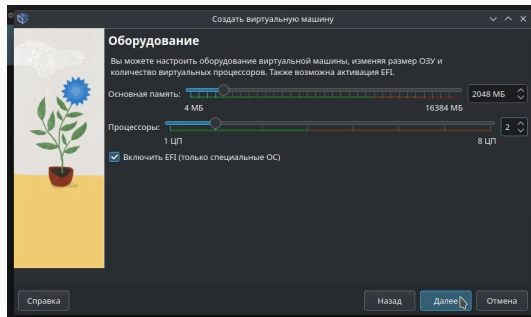 Создать виртуальную машину
Оборудование
Вы можете настроить оборудование виртуальной машины, изменяя размер ОЗУ и
количество виртуальных процессоров. Также возможна активация EFI.
Основная память:
2048 МБ
4 МБ
16384 МБ
Процессоры:
2
1 ЦП
8 ЦП
Включить EFI (только специальные ОС)
Справка
Назад
Далее
Отмена